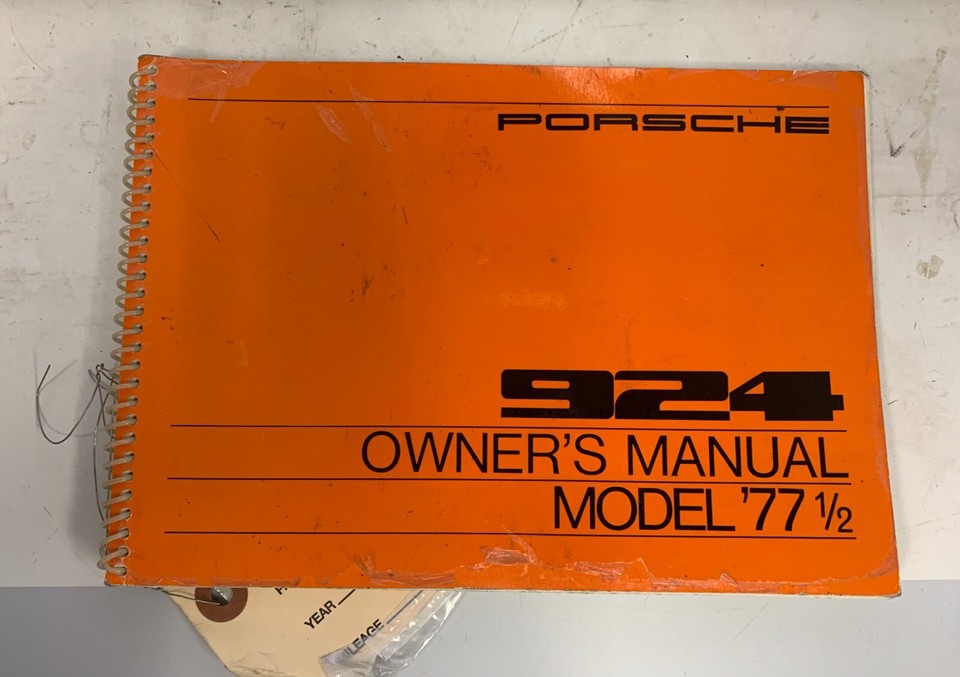 PORSCHE
924
OWNER'S MANUAL
MODEL '77 1/2
YEAR